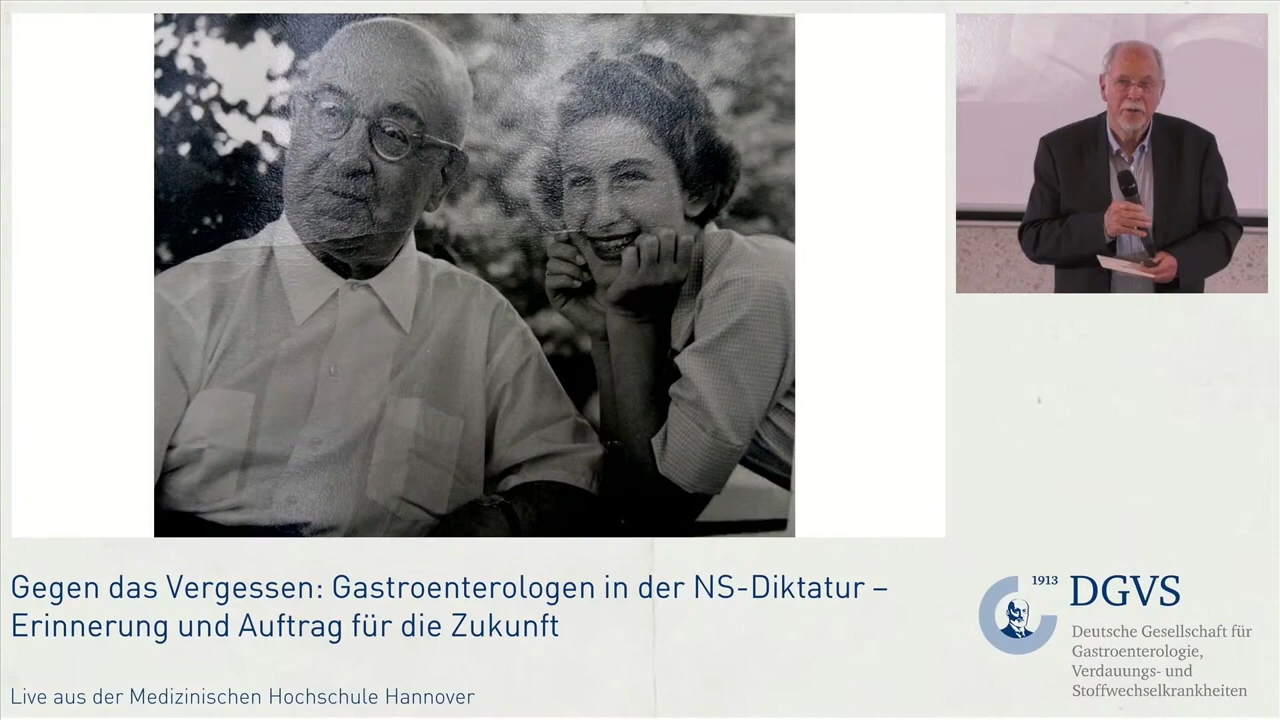 Gegen das Vergessen: Gastroenterologen in der NS-Diktatur –
Erinnerung und Auftrag für die Zukunft
Live aus der Medizinischen Hochschule Hannover
1913 DGVS
Deutsche Gesellschaft für
Gastroenterologie,
Verdauungs- und
Stoffwechselkrankheiten